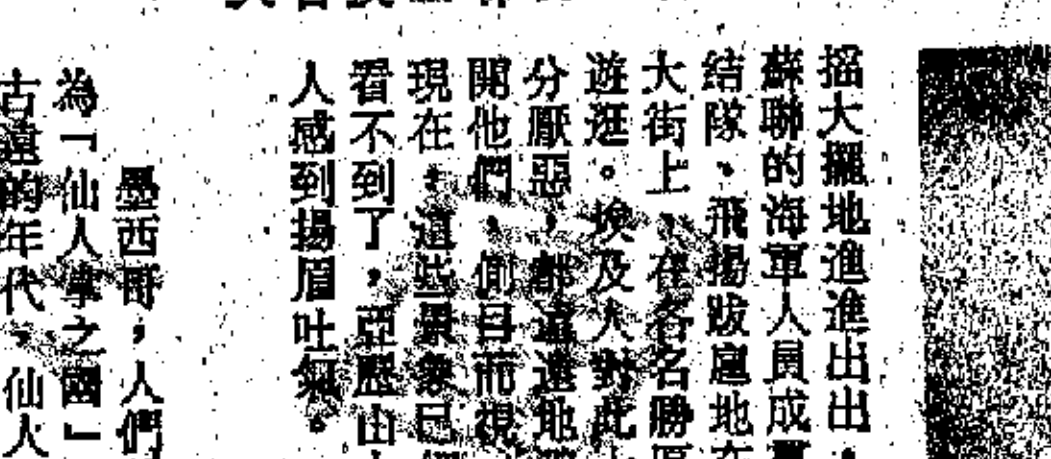 搖大擺地進進出出，
蘇聯的海軍人員成
結隊、飛揚跋扈地在
大街上，在各名勝區
遊逛。埃及人對此
分厭惡，都遠遠地
開他們，側目而視
現在，這些景象已
看不到了，亞歷山
人感到揚眉吐氣。
墨西哥，人們
為「仙人掌之國」
古遠的年代，仙人